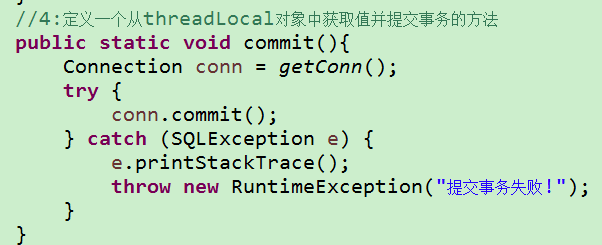 //4:定义一个从threadLocal对象中获取值并提交事务的方法
public static void commit(){
    Connection conn = getConn();
    try {
        conn.commit();
    } catch (SQLException e) {
        e.printStackTrace();
        throw new RuntimeException("提交事务失败!");
    }
}